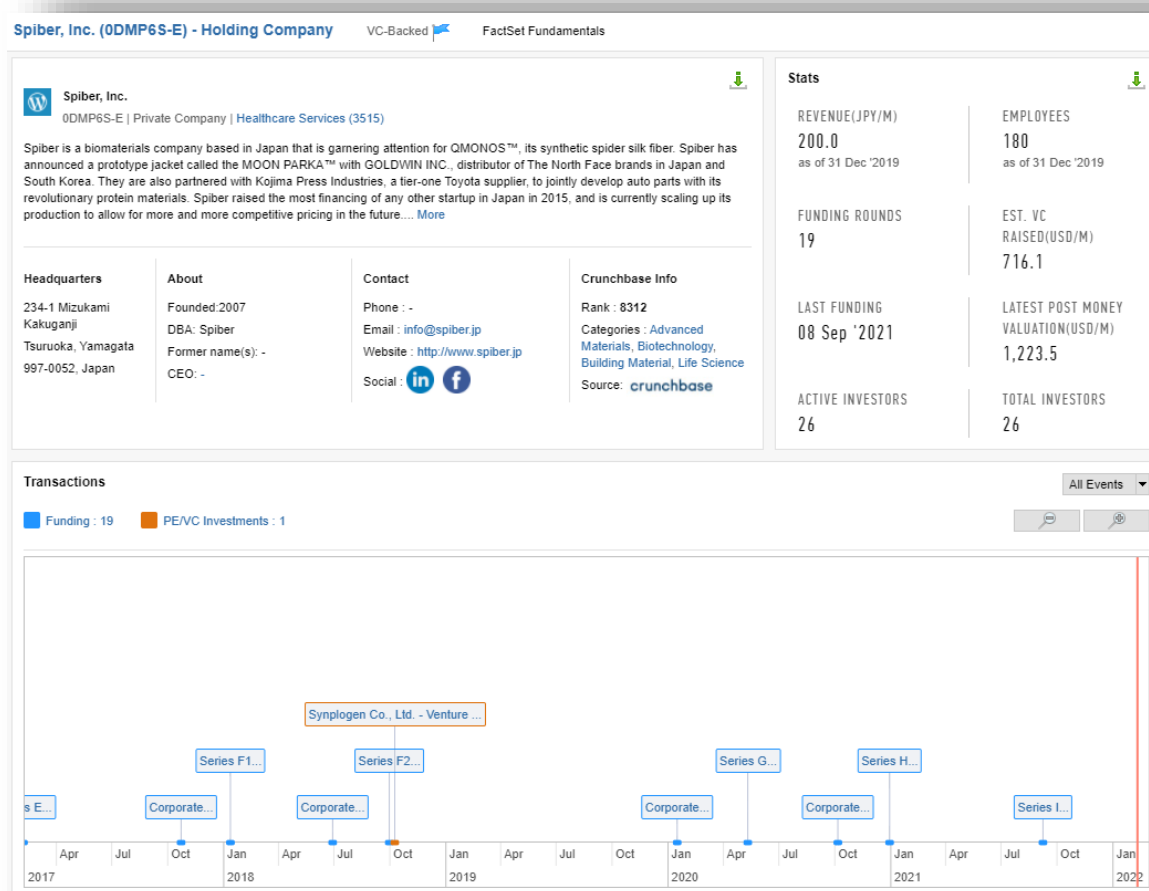 Spiber, Inc. (0DMP6S-E) - Holding Company VC-Backed FactSet Fundamentals
Spiber, Inc.
0DMP6S-E | Private Company | Healthcare Services (3515)
Spiber is a biomaterials company based in Japan that is garnering attention for QMONOS™, its synthetic spider silk fiber. Spiber has
announced a prototype jacket called the MOON PARKA™ with GOLDWIN INC., distributor of The North Face brands in Japan and
South Korea. They are also partnered with Kojima Press Industries, a tier-one Toyota supplier, to jointly develop auto parts with its
revolutionary protein materials. Spiber raised the most financing of any other startup in Japan in 2015, and is currently scaling up its
production to allow for more and more competitive pricing in the future.... More
Headquarters
234-1 Mizukami
Kakuganji
Tsuruoka, Yamagata
997-0052, Japan
About
Founded:2007
DBA: Spiber
Former name(s): -
CEO: -
Contact
Phone : -
Email : info@spiber.jp
Website : http://www.spiber.jp
Social : in f
Crunchbase Info
Rank : 8312
Categories : Advanced
Materials, Biotechnology,
Building Material, Life Science
Source: crunchbase
Stats
REVENUE(JPY/M)
200.0
as of 31 Dec '2019
EMPLOYEES
180
as of 31 Dec '2019
FUNDING ROUNDS
19
EST. VC
RAISED(USD/M)
716.1
LAST FUNDING
08 Sep '2021
LATEST POST MONEY
VALUATION(USD/M)
1,223.5
ACTIVE INVESTORS
26
TOTAL INVESTORS
26
Transactions
All Events
Funding : 19 PE/VC Investments : 1
Synplogen Co., Ltd. - Venture ...
Series F1... Series F2... Series G... Series H...
s E... Corporate... Corporate... Corporate... Corporate... Series I...
Apr Jul Oct Jan Apr Jul Oct Jan Apr Jul Oct Jan Apr Jul Oct Jan Apr Jul Oct Jan
2017 2018 2019 2020 2021 2022